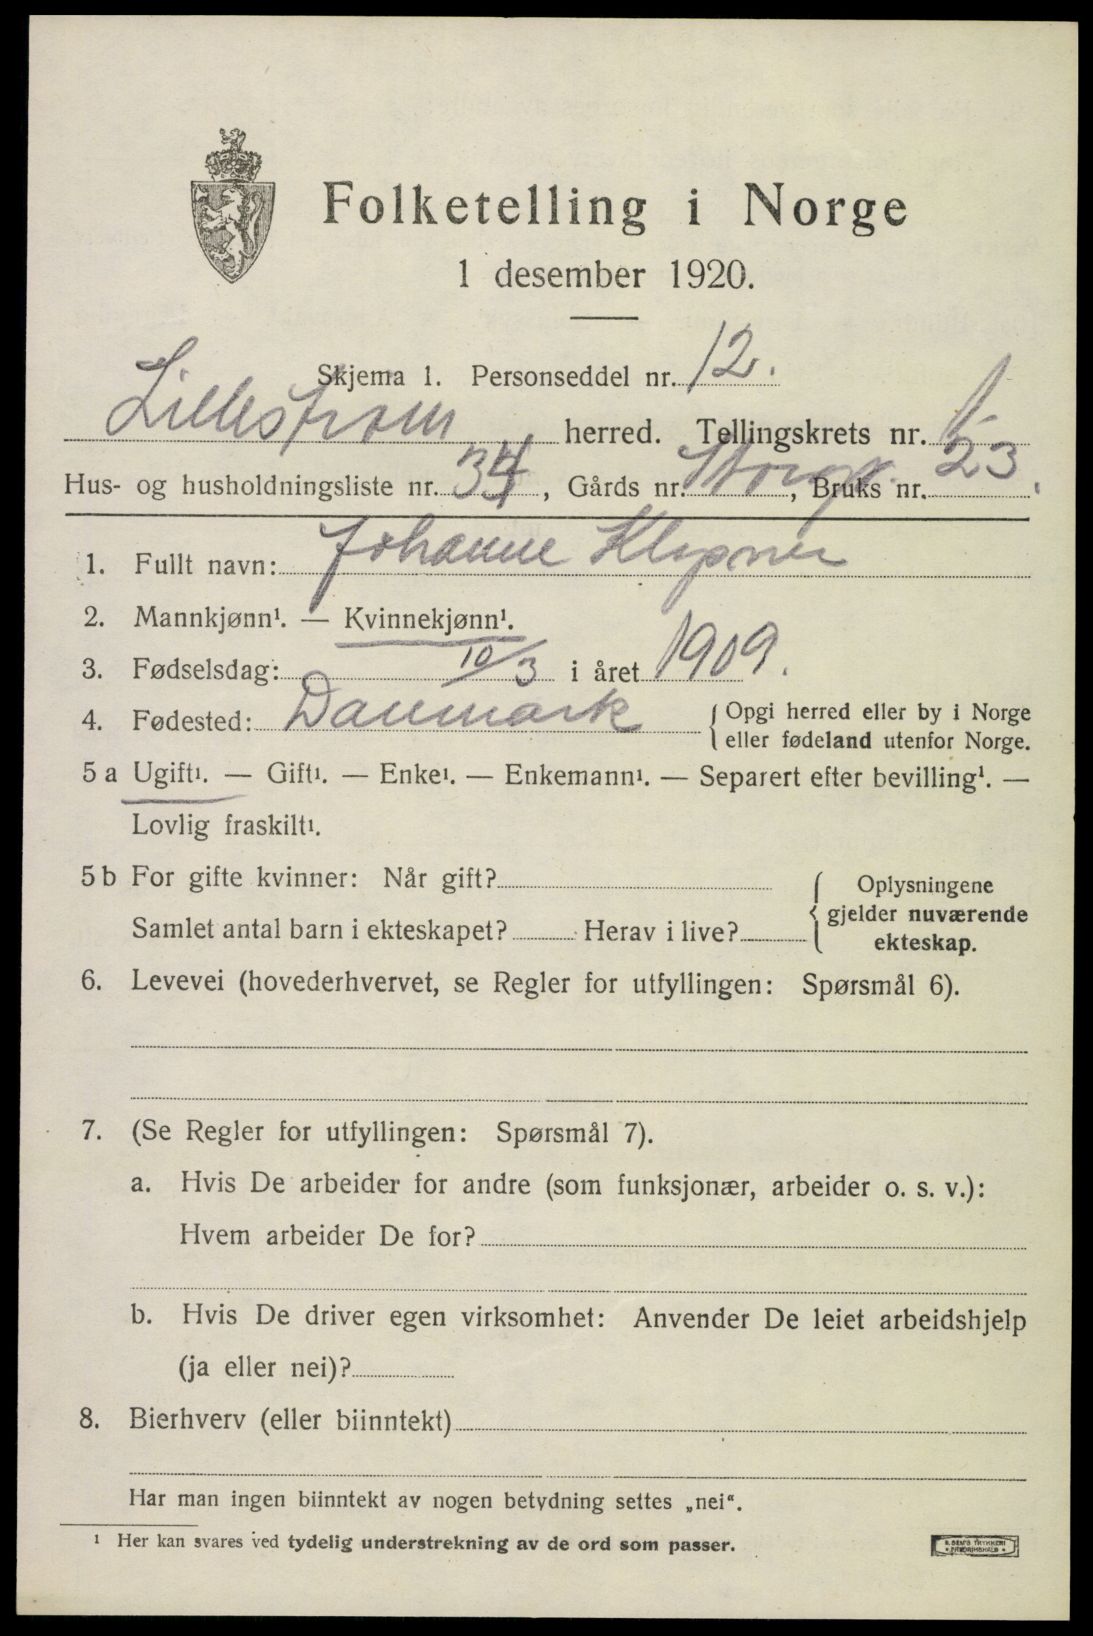 Folketelling i Norge
1 desember 1920.
Skjema 1. Personseddel nr. 12.
Lillestrøm herred. Tellingskrets nr. 1
Hus- og husholdningsliste nr. 34, Gårds nr. Storgt., Bruks nr. 23.
1. Fullt navn: Johanne
2. Mannkjønn¹. — Kvinnekjønn¹.
3. Fødselsdag: 10/3 i året 1909.
4. Fødested: Danmark { Opgi herred eller by i Norge
eller fødeland utenfor Norge.
5 a Ugift¹. — Gift¹. — Enke¹. — Enkemann¹. — Separert efter bevilling¹. —
Lovlig fraskilt¹.
5 b For gifte kvinner: Når gift? { Oplysningene
gjelder nuværende
Samlet antal barn i ekteskapet? Herav i live?
ekteskap.
6. Levevei (hovederhvervet, se Regler for utfyllingen: Spørsmål 6).
7. (Se Regler for utfyllingen: Spørsmål 7).
a. Hvis De arbeider for andre (som funksjonær, arbeider o. s. v.):
Hvem arbeider De for?
b. Hvis De driver egen virksomhet: Anvender De leiet arbeidshjelp
(ja eller nei)?
8. Bierhverv (eller biinntekt)
Har man ingen biinntekt av nogen betydning settes „nei“.
¹ Her kan svares ved tydelig understrekning av de ord som passer.